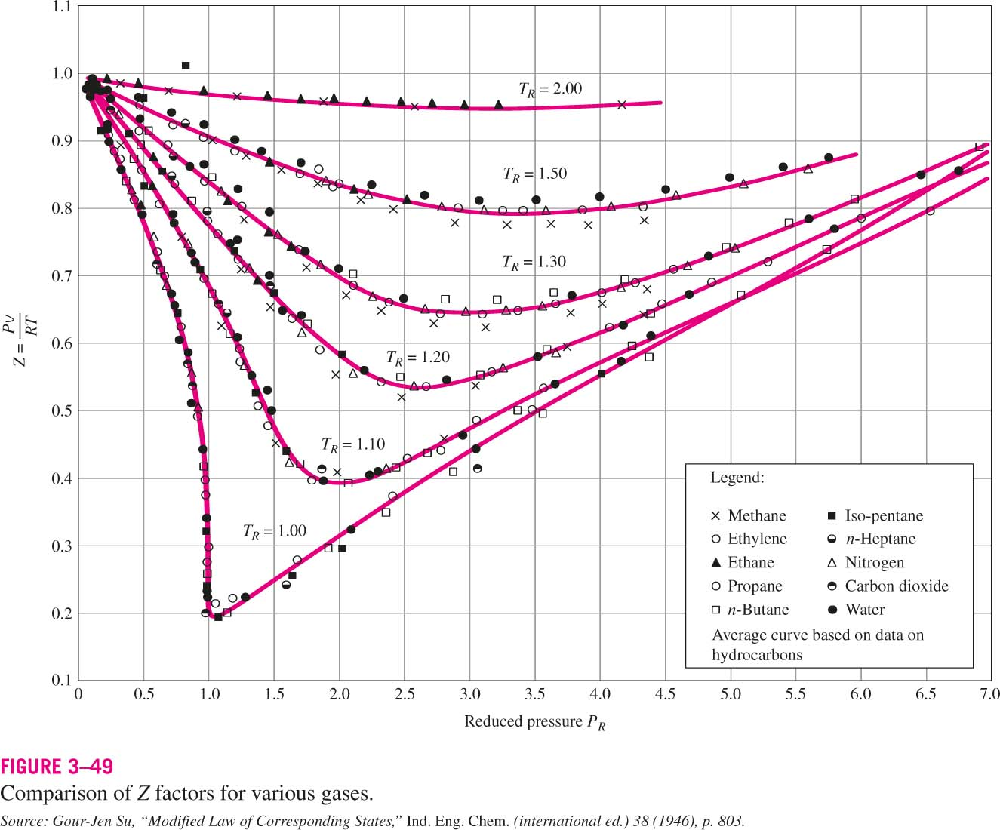 1.1
1.0
0.9
0.8
0.7
0.6
0.5
0.4
0.3
0.2
0.1
Z = Pν/RT
T_R = 2.00
T_R = 1.50
T_R = 1.30
T_R = 1.20
T_R = 1.10
T_R = 1.00
Legend:
× Methane
○ Ethylene
▲ Ethane
○ Propane
□ n-Butane
■ Iso-pentane
◒ n-Heptane
△ Nitrogen
◓ Carbon dioxide
● Water
Average curve based on data on
hydrocarbons
0 0.5 1.0 1.5 2.0 2.5 3.0 3.5 4.0 4.5 5.0 5.5 6.0 6.5 7.0
Reduced pressure P_R
FIGURE 3–49
Comparison of Z factors for various gases.
Source: Gour-Jen Su, “Modified Law of Corresponding States,” Ind. Eng. Chem. (international ed.) 38 (1946), p. 803.